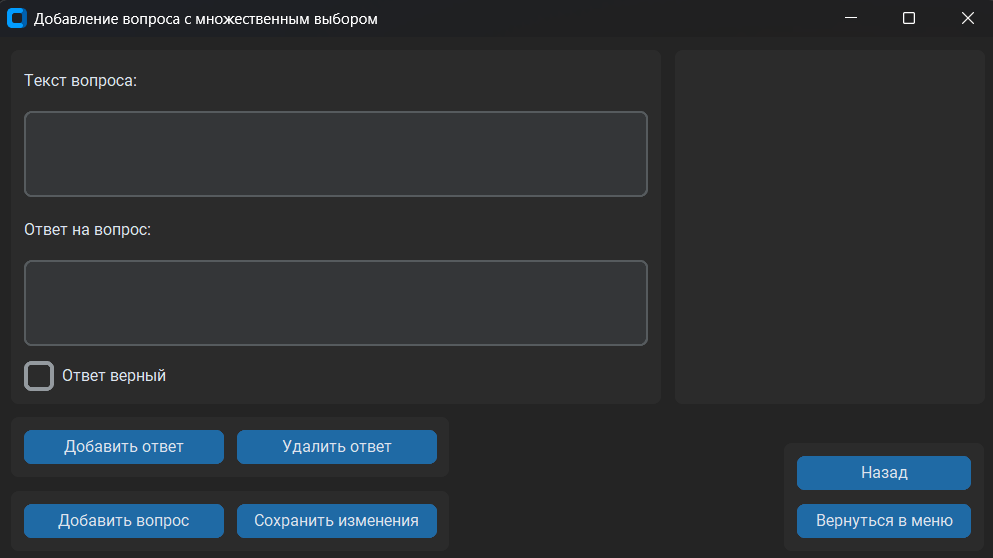 Добавление вопроса с множественным выбором
Текст вопроса:
Ответ на вопрос:
Ответ верный
Добавить ответ
Удалить ответ
Добавить вопрос
Сохранить изменения
Назад
Вернуться в меню